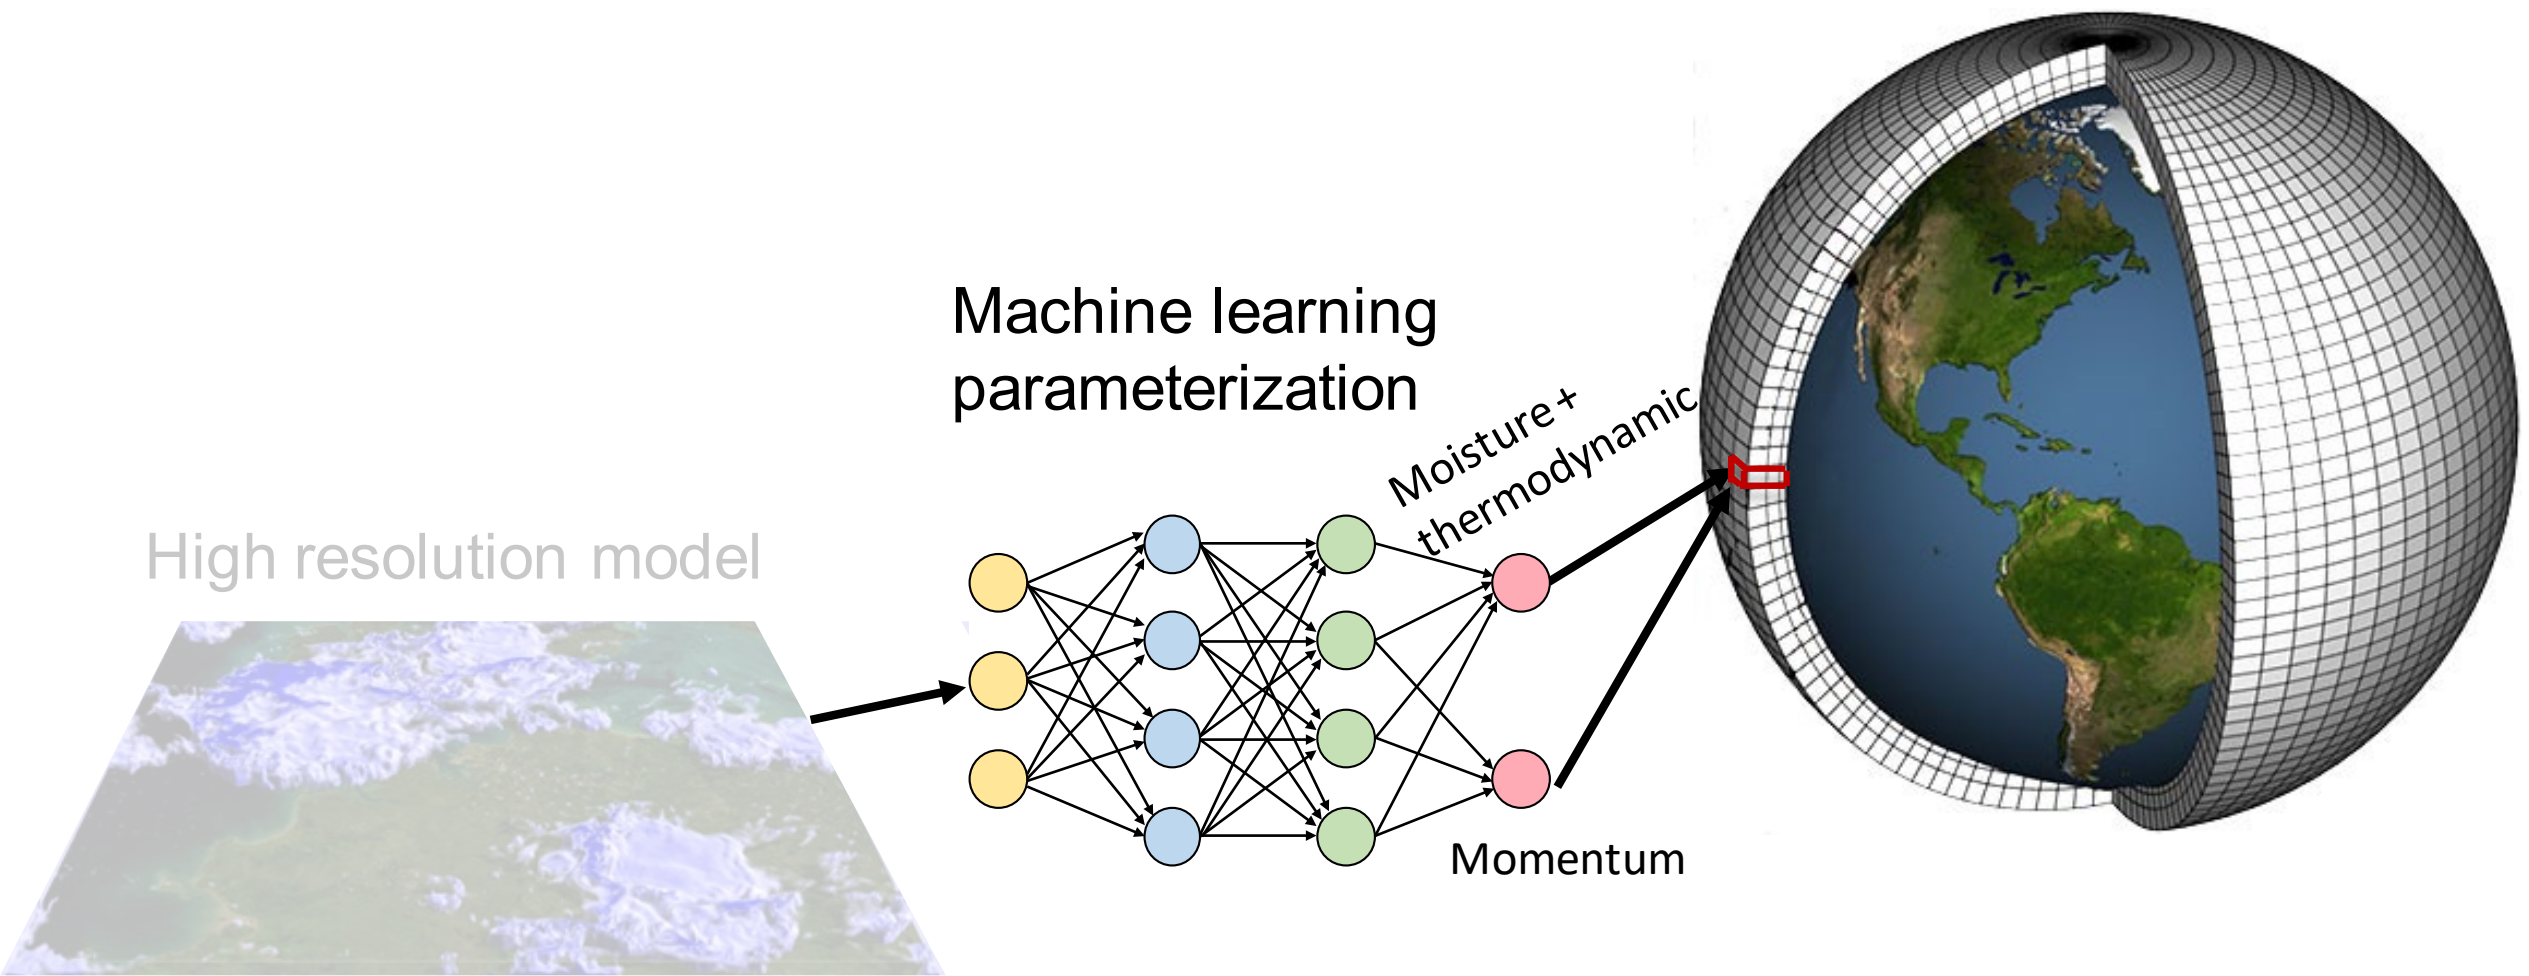 Machine learning
parameterization
Moisture +
thermodynamic
High resolution model
Momentum